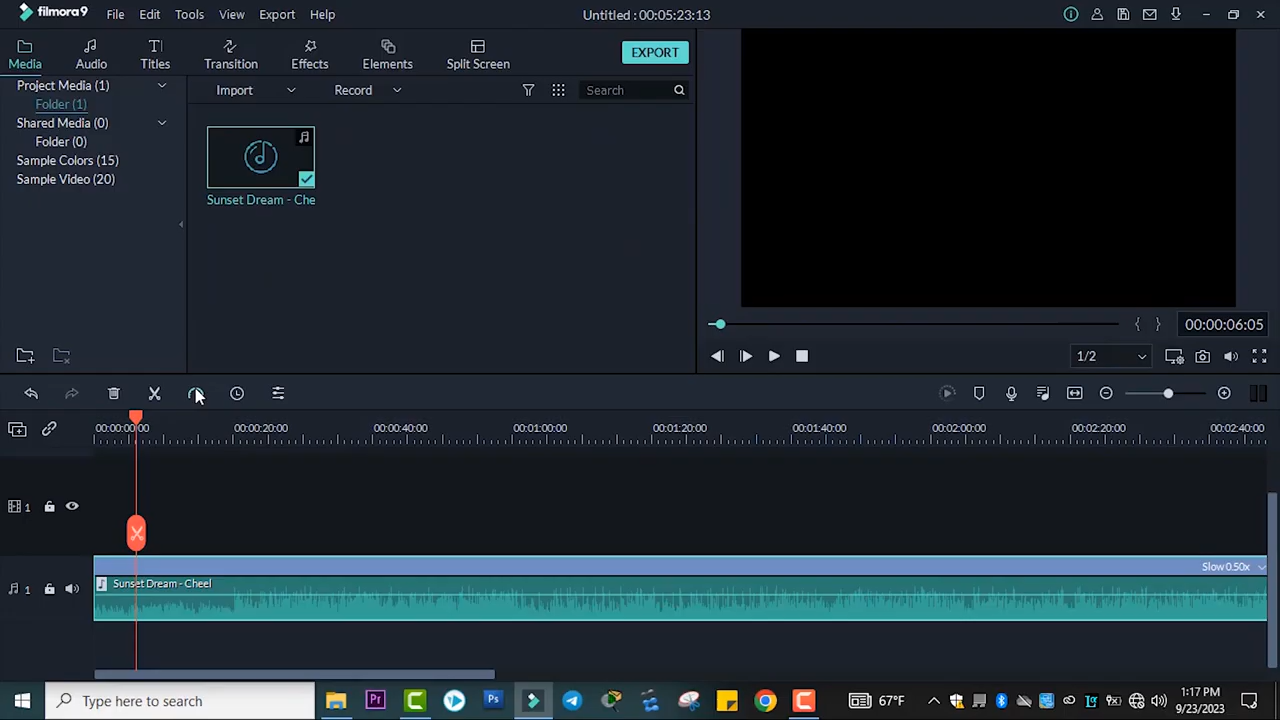 filmora9 File Edit Tools View Export Help Untitled : 00:05:23:13
Media Audio Titles Transition Effects Elements Split Screen EXPORT
Project Media (1) Import Record Search
Folder (1)
Shared Media (0)
Folder (0)
Sample Colors (15)
Sample Video (20)
Sunset Dream - Che
00:00:06:05
1/2
00:00:20:00 00:00:40:00 00:01:00:00 00:01:20:00 00:01:40:00 00:02:00:00 00:02:20:00 00:02:40:00
1
Slow 0.50x
Sunset Dream - Cheel
1
Type here to search Pr Ps 67°F 1:17 PM
9/23/2023